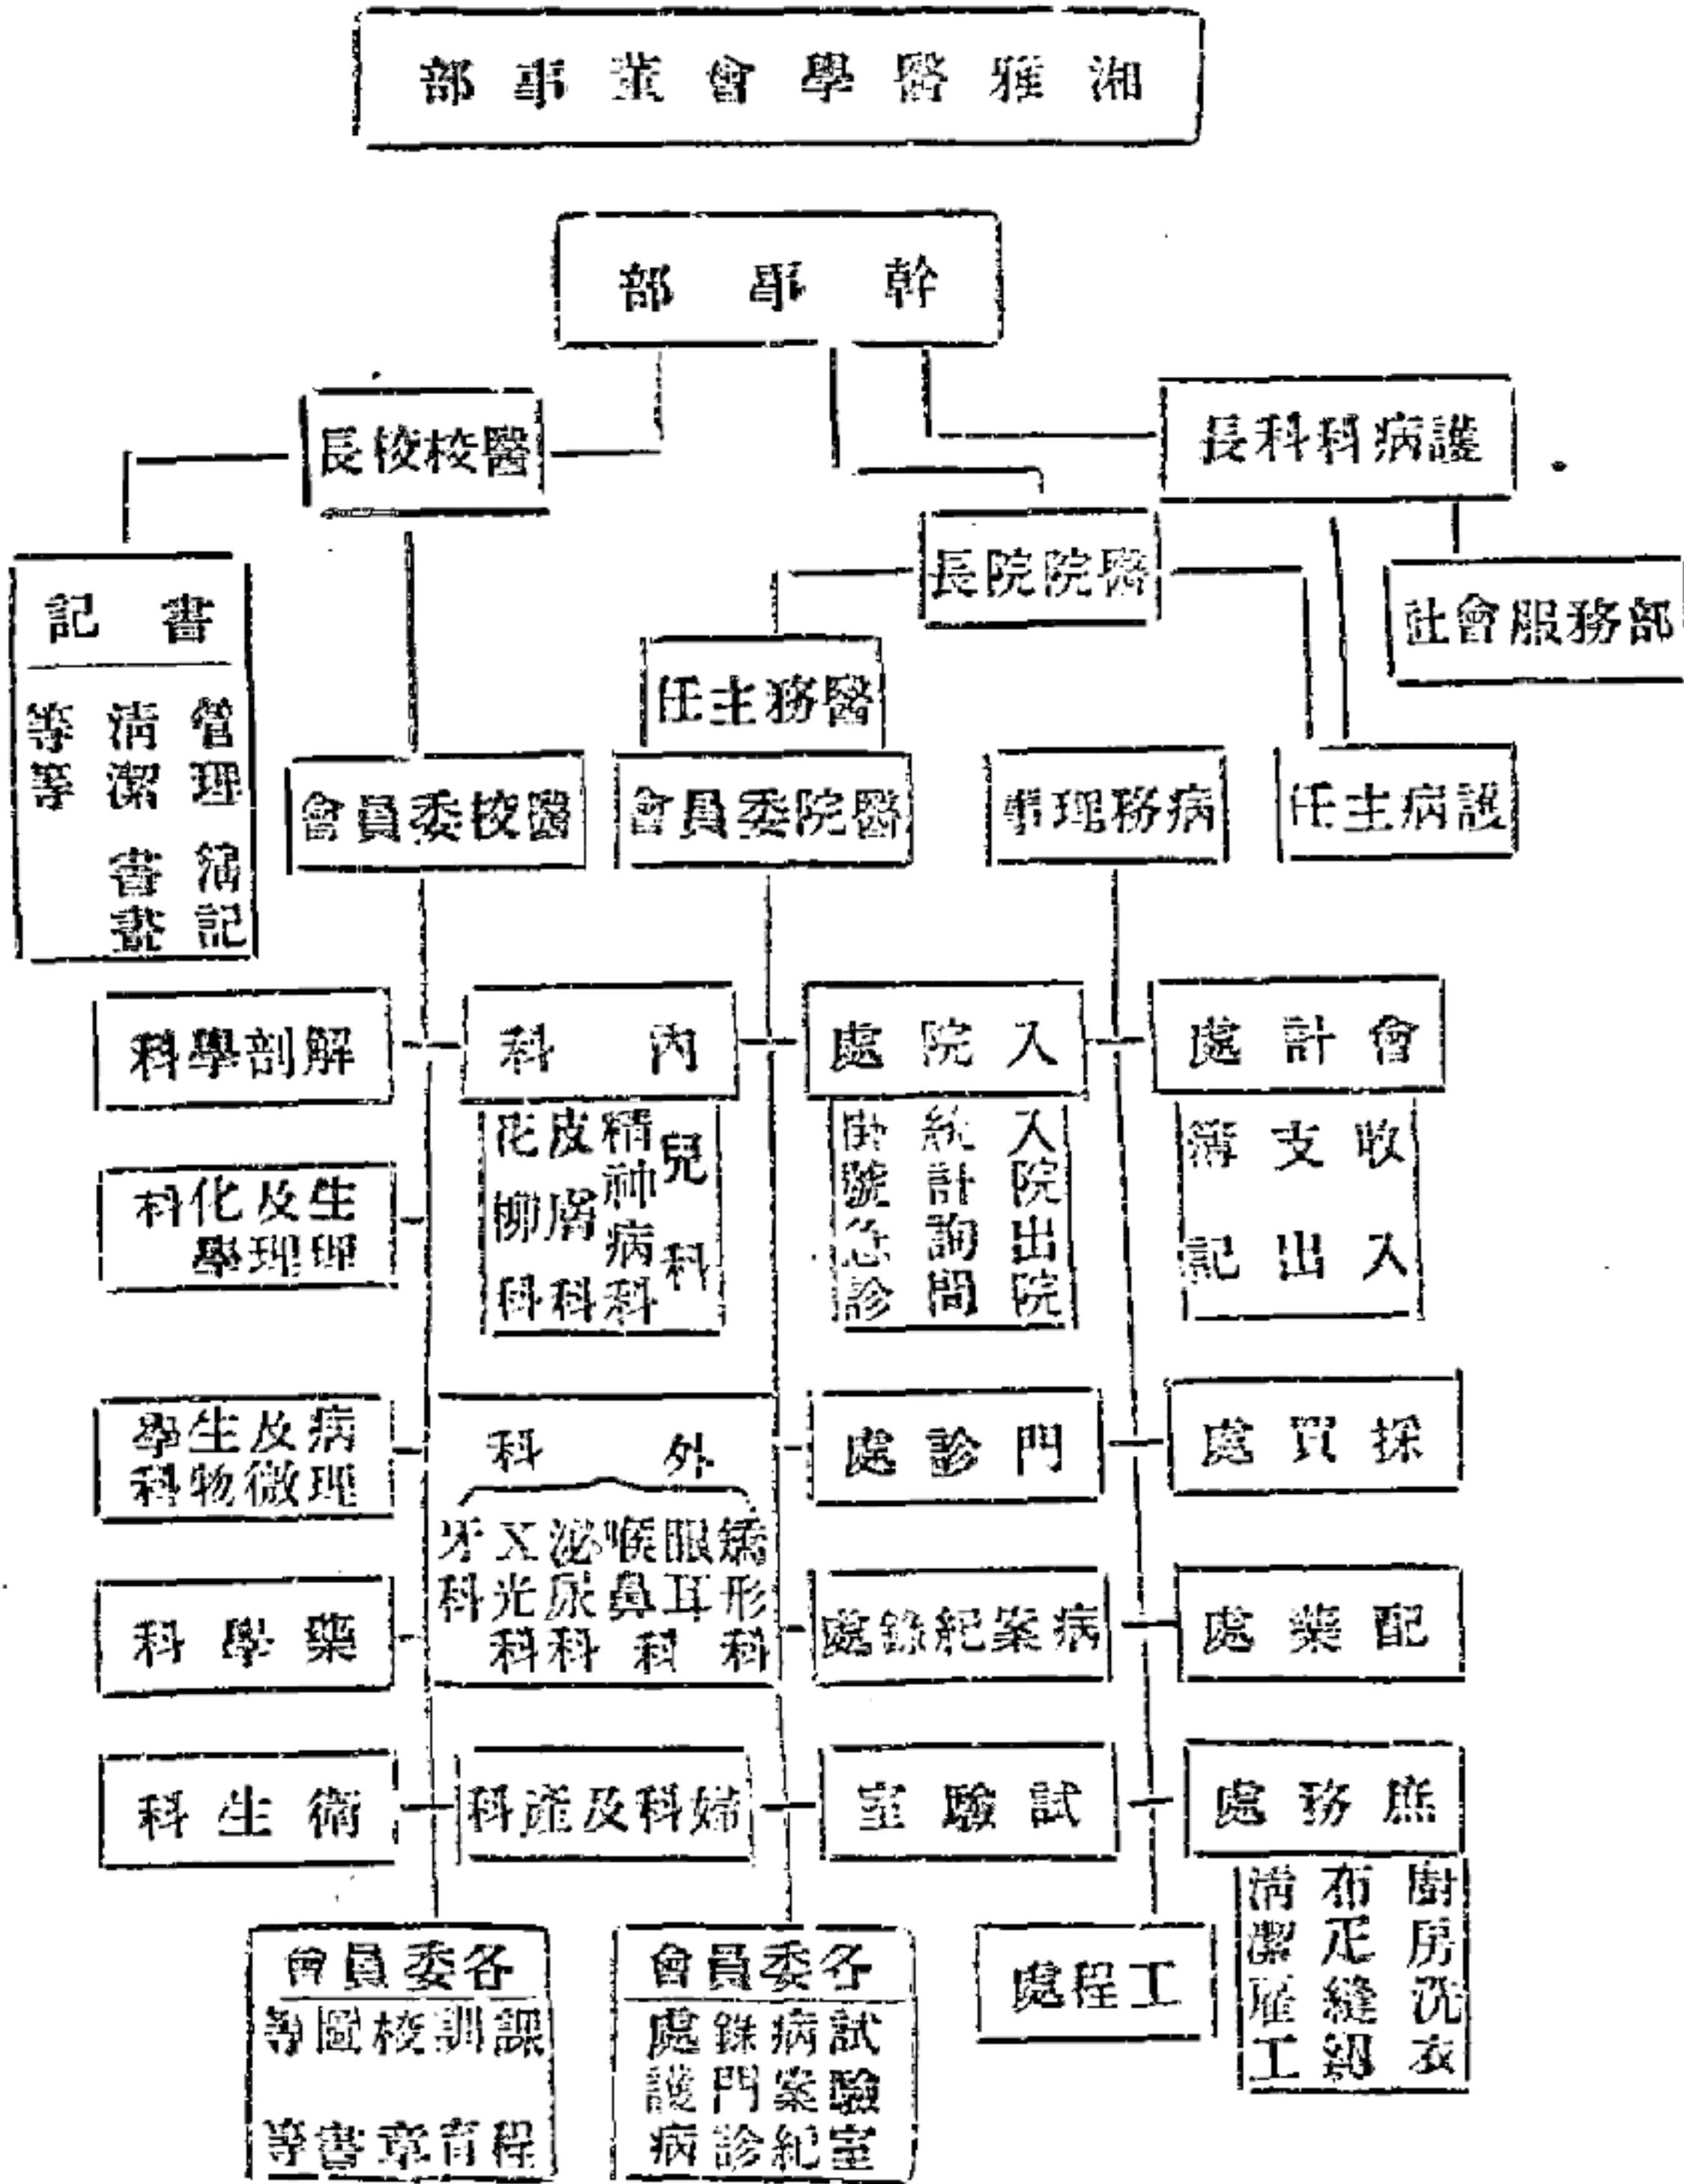 湘雅醫學會董事部
幹事部
醫校校長
護病科科長
醫院院長
社會服務部
書記
管理簿記
清潔書畫
等等
醫務主任
醫校委員會
醫院委員會
病務理事
護病主任
解剖學科
內科
兒科
精神病科
皮膚科
花柳科
入院處
入院出院
統計詢問
掛號急診
會計處
收入
支出
簿記
生理及生理化學科
病理及微生物學科
外科
矯形科
眼耳喉鼻科
泌尿科
X光科
牙科
門診處
採買處
藥學科
病案紀錄處
配藥處
衛生科
婦科及產科
試驗室
庶務處
廚房洗衣
布疋縫紉
清潔雇工
各委員會
課程
訓育
校章
圖書
等等
各委員會
試驗室
病案紀
錄門診
處護病
工程處